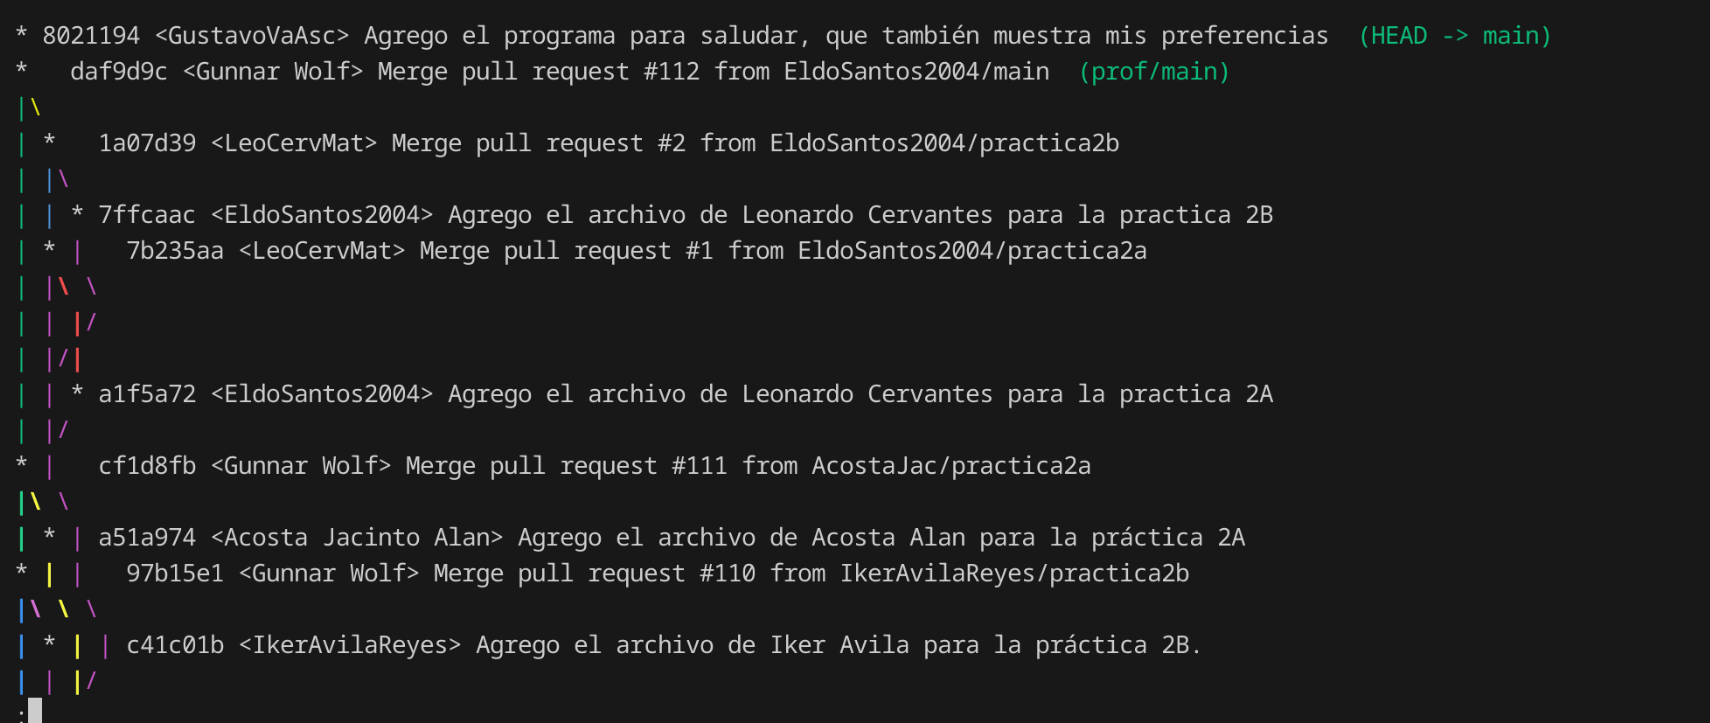 * 8021194 <GustavoVaAsc> Agrego el programa para saludar, que también muestra mis preferencias  (HEAD -> main)
*   daf9d9c <Gunnar Wolf> Merge pull request #112 from EldoSantos2004/main  (prof/main)
|\
| *   1a07d39 <LeoCervMat> Merge pull request #2 from EldoSantos2004/practica2b
| |\
| | * 7ffcaac <EldoSantos2004> Agrego el archivo de Leonardo Cervantes para la practica 2B
| * |   7b235aa <LeoCervMat> Merge pull request #1 from EldoSantos2004/practica2a
| |\ \
| | |/
| |/|
| | * a1f5a72 <EldoSantos2004> Agrego el archivo de Leonardo Cervantes para la practica 2A
| |/
* |   cf1d8fb <Gunnar Wolf> Merge pull request #111 from AcostaJac/practica2a
|\ \
| * | a51a974 <Acosta Jacinto Alan> Agrego el archivo de Acosta Alan para la práctica 2A
* | |   97b15e1 <Gunnar Wolf> Merge pull request #110 from IkerAvilaReyes/practica2b
|\ \ \
| * | | c41c01b <IkerAvilaReyes> Agrego el archivo de Iker Avila para la práctica 2B.
| | |/
: